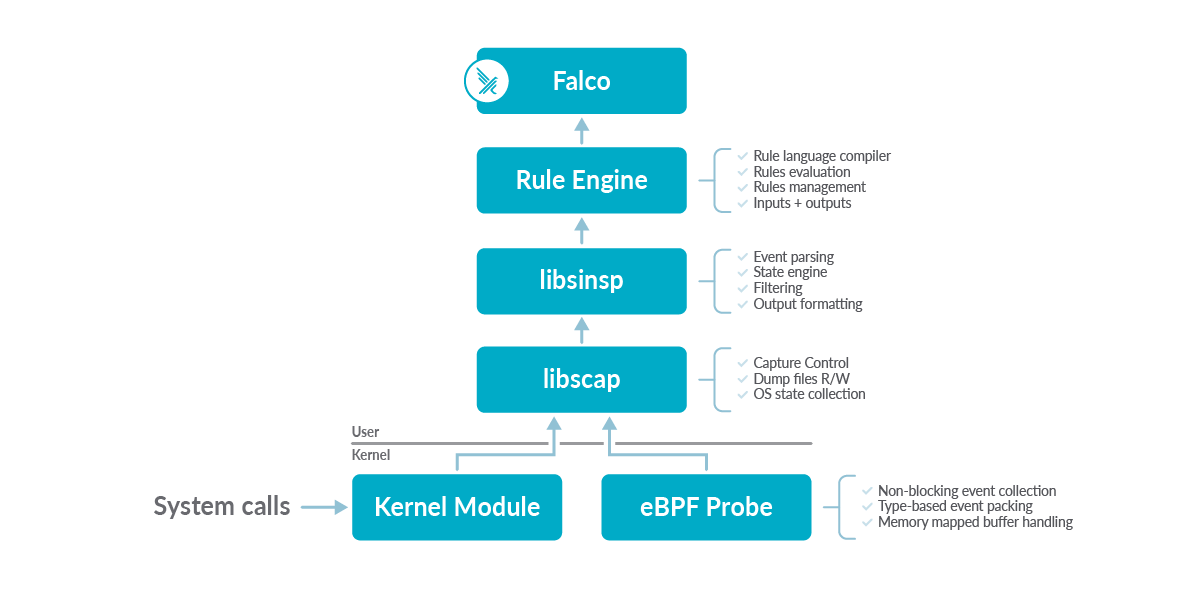 Falco
Rule Engine
Rule language compiler
Rules evaluation
Rules management
Inputs + outputs
libsinsp
Event parsing
State engine
Filtering
Output formatting
libscap
Capture Control
Dump files R/W
OS state collection
User
Kernel
System calls
Kernel Module
eBPF Probe
Non-blocking event collection
Type-based event packing
Memory mapped buffer handling